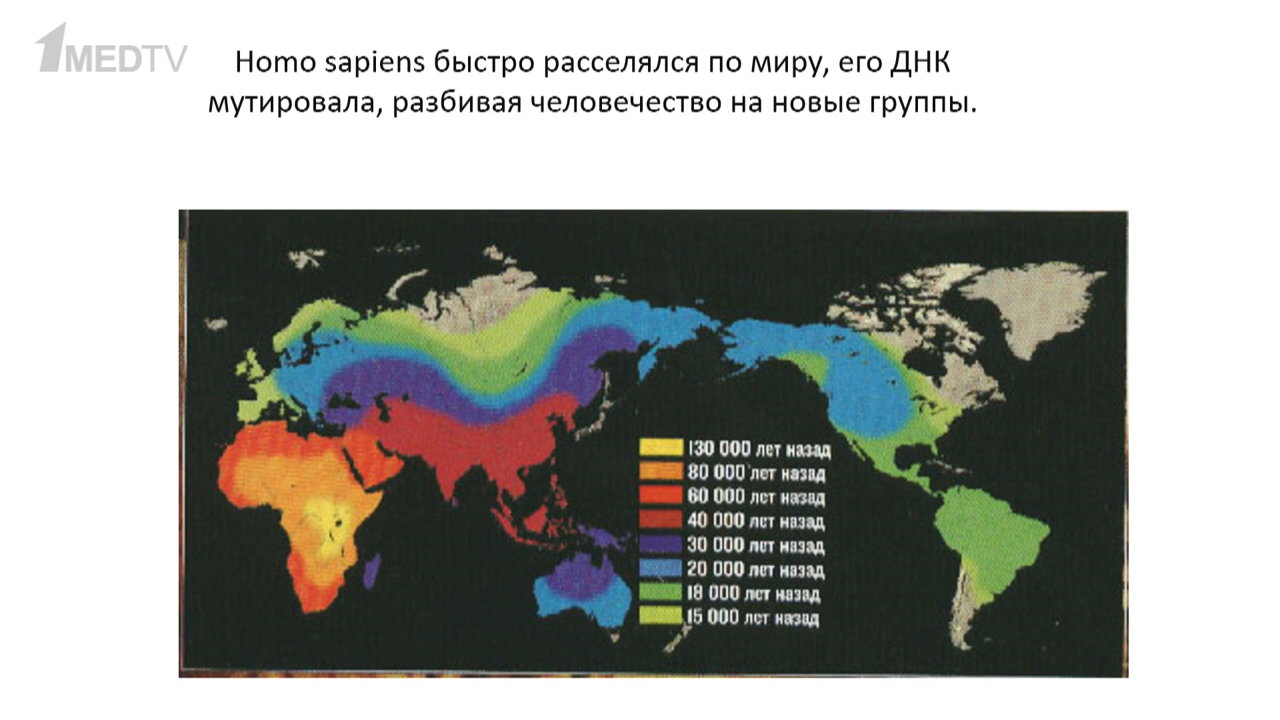 1MEDTV
Homo sapiens быстро расселялся по миру, его ДНК
мутировала, разбивая человечество на новые группы.
130 000 лет назад
80 000 лет назад
60 000 лет назад
40 000 лет назад
30 000 лет назад
20 000 лет назад
18 000 лет назад
15 000 лет назад